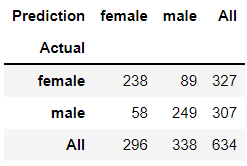 Prediction female male All
Actual
female 238 89 327
male 58 249 307
All 296 338 634